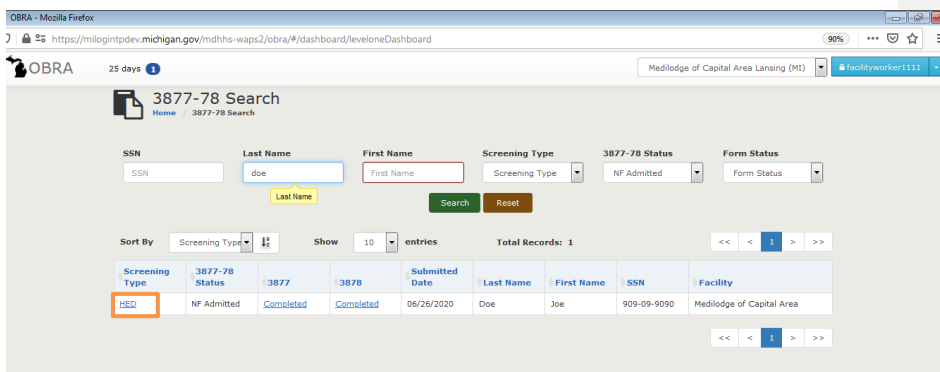 OBRA - Mozilla Firefox
https://milogintpdev.michigan.gov/mdhhs-waps2/obra/#/dashboard/leveloneDashboard 90%
OBRA 25 days 1 Medilodge of Capital Area Lansing (MI) facilityworker1111
3877-78 Search
Home / 3877-78 Search
SSN Last Name First Name Screening Type 3877-78 Status Form Status
SSN doe First Name Screening Type NF Admitted Form Status
Last Name
Search Reset
Sort By Screening Type Show 10 entries Total Records: 1 << < 1 > >>
Screening Type 3877-78 Status 3877 3878 Submitted Date Last Name First Name SSN Facility
HED NF Admitted Completed Completed 06/26/2020 Doe Joe 909-09-9090 Medilodge of Capital Area
<< < 1 > >>